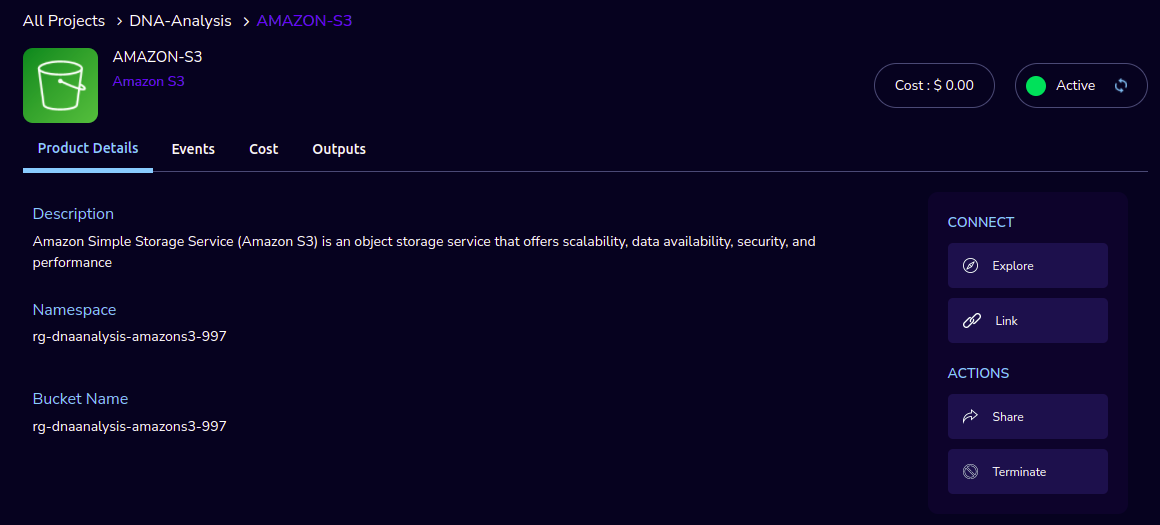 All Projects > DNA-Analysis > AMAZON-S3
AMAZON-S3
Amazon S3
Cost : $ 0.00
Active
Product Details
Events
Cost
Outputs
Description
Amazon Simple Storage Service (Amazon S3) is an object storage service that offers scalability, data availability, security, and
performance
Namespace
rg-dnaanalysis-amazons3-997
Bucket Name
rg-dnaanalysis-amazons3-997
CONNECT
Explore
Link
ACTIONS
Share
Terminate